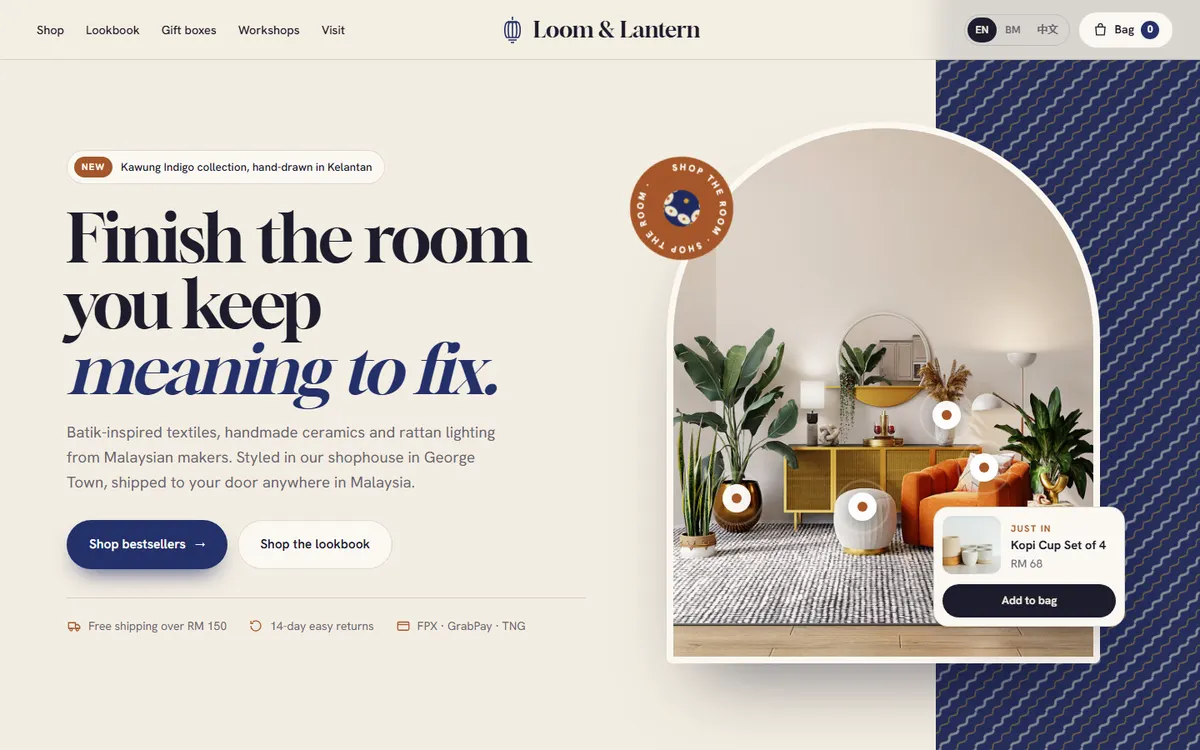 Shop
Lookbook
Gift boxes
Workshops
Visit
Loom & Lantern
EN
BM
中文
Bag
0
NEW
Kawung Indigo collection, hand-drawn in Kelantan
Finish the room
you keep
meaning to fix.
Batik-inspired textiles, handmade ceramics and rattan lighting
from Malaysian makers. Styled in our shophouse in George
Town, shipped to your door anywhere in Malaysia.
Shop bestsellers →
Shop the lookbook
Free shipping over RM 150
14-day easy returns
FPX · GrabPay · TNG
SHOP THE ROOM · SHOP THE ROOM ·
JUST IN
Kopi Cup Set of 4
RM 68
Add to bag